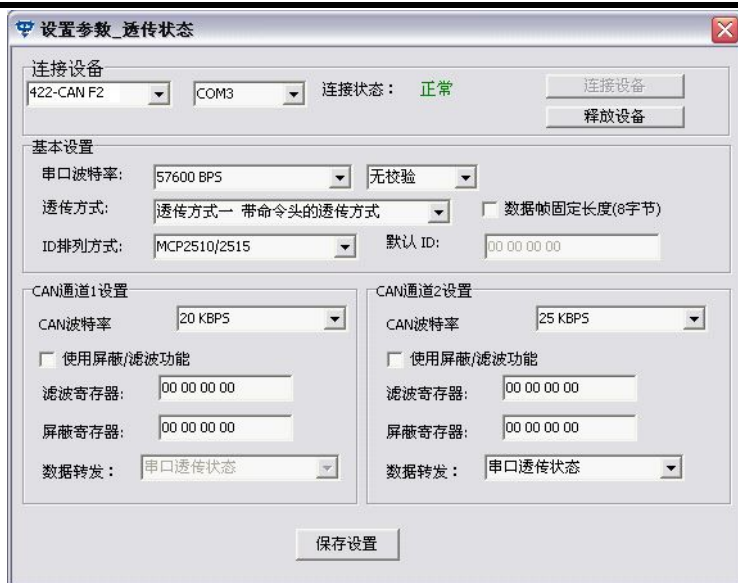 设置参数_透传状态
连接设备
422-CAN F2 COM3 连接状态： 正常 连接设备
释放设备
基本设置
串口波特率: 57600 BPS 无校验
透传方式: 透传方式一 带命令头的透传方式 数据帧固定长度(8字节)
ID排列方式: MCP2510/2515 默认 ID: 00 00 00 00
CAN通道1设置
CAN波特率 20 KBPS
使用屏蔽/滤波功能
滤波寄存器: 00 00 00 00
屏蔽寄存器: 00 00 00 00
数据转发： 串口透传状态
CAN通道2设置
CAN波特率 25 KBPS
使用屏蔽/滤波功能
滤波寄存器: 00 00 00 00
屏蔽寄存器: 00 00 00 00
数据转发： 串口透传状态
保存设置